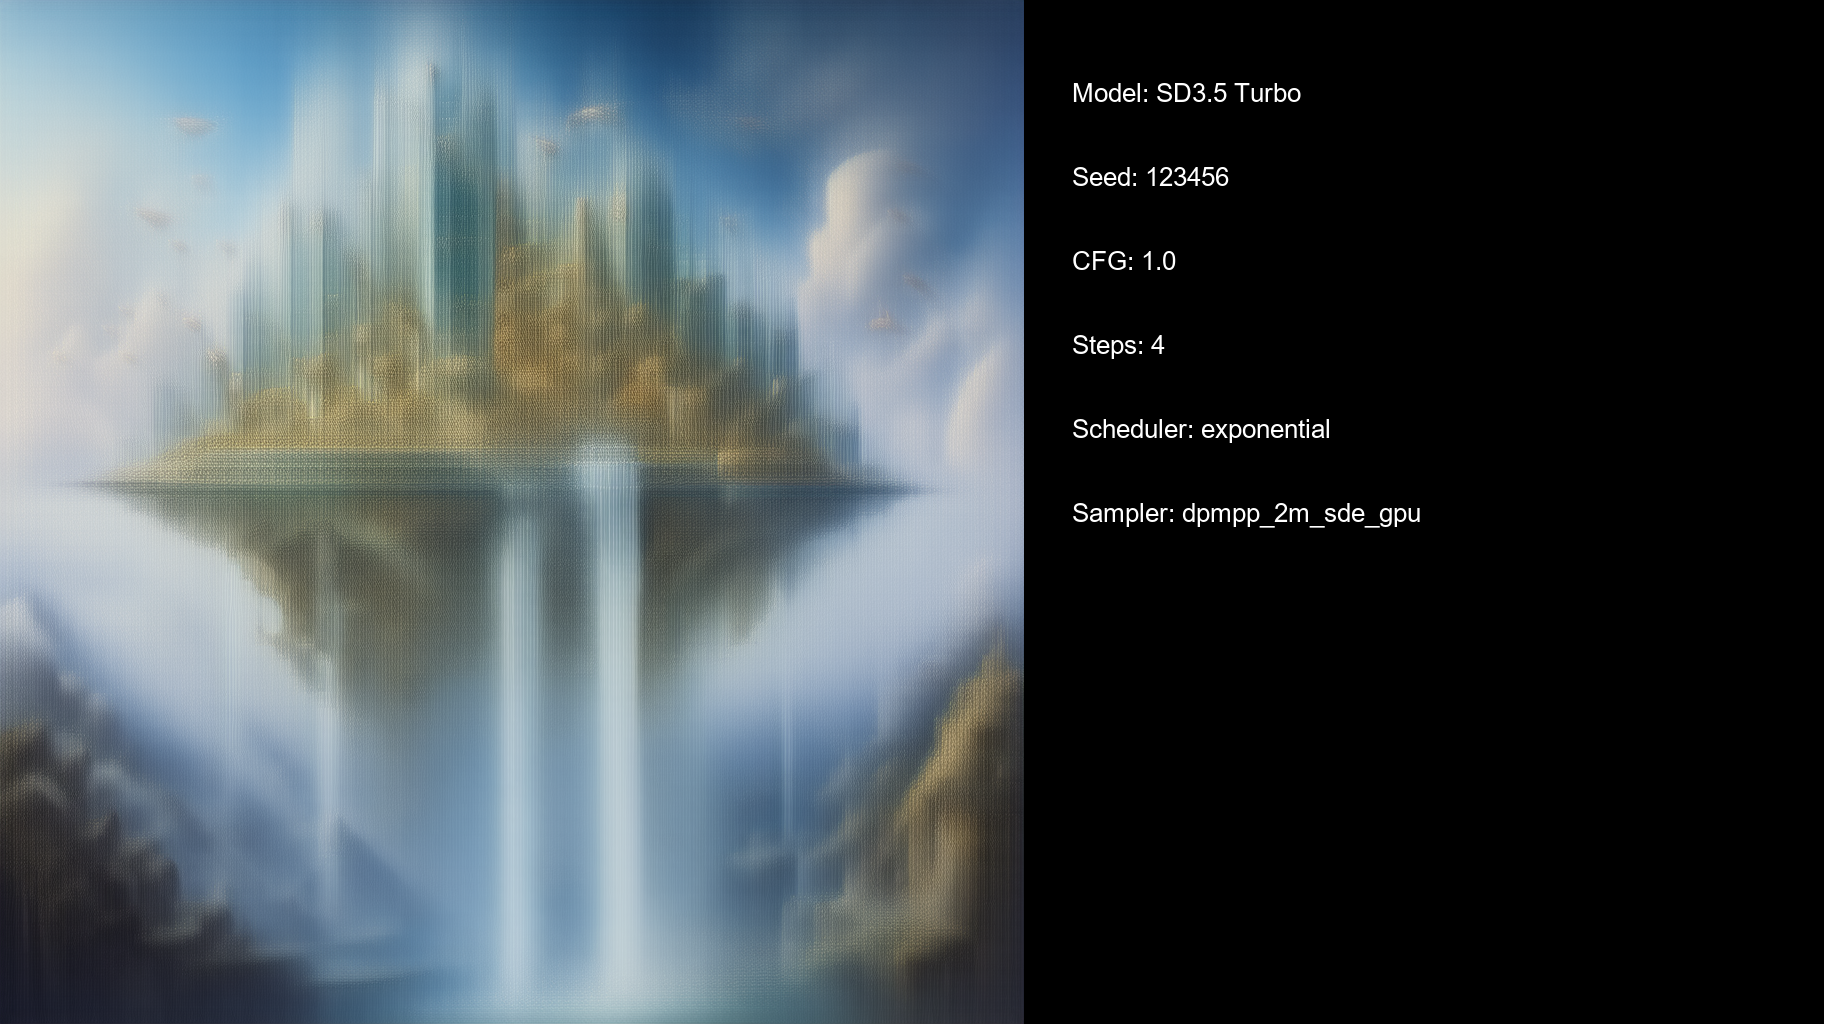 Model: SD3.5 Turbo
Seed: 123456
CFG: 1.0
Steps: 4
Scheduler: exponential
Sampler: dpmpp_2m_sde_gpu